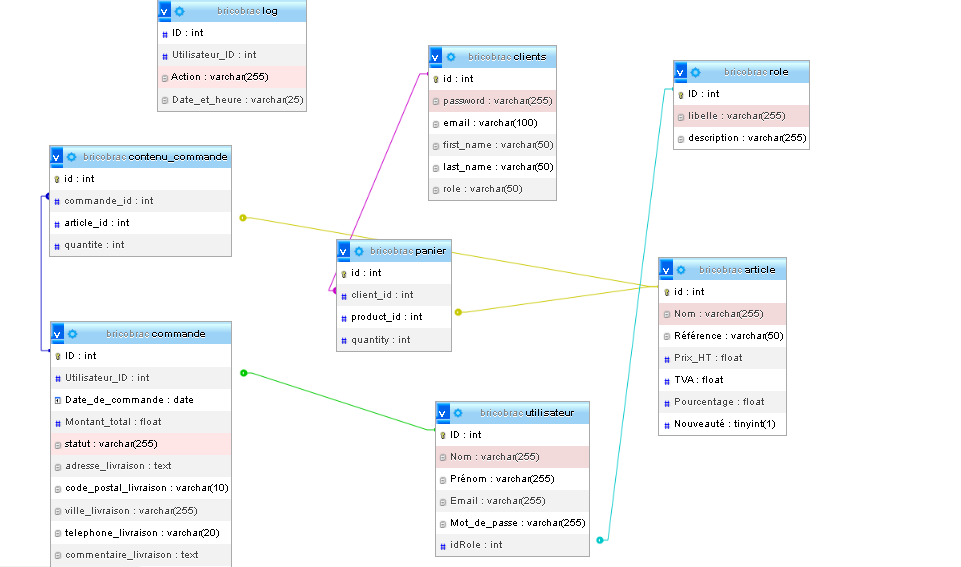 bricobrac log
ID : int
Utilisateur_ID : int
Action : varchar(255)
Date_et_heure : varchar(25)
bricobrac clients
id : int
password : varchar(255)
email : varchar(100)
first_name : varchar(50)
last_name : varchar(50)
role : varchar(50)
bricobrac role
ID : int
libelle : varchar(255)
description : varchar(255)
bricobrac contenu_commande
id : int
commande_id : int
article_id : int
quantite : int
bricobrac panier
id : int
client_id : int
product_id : int
quantity : int
bricobrac article
id : int
Nom : varchar(255)
Référence : varchar(50)
Prix_HT : float
TVA : float
Pourcentage : float
Nouveauté : tinyint(1)
bricobrac commande
ID : int
Utilisateur_ID : int
Date_de_commande : date
Montant_total : float
statut : varchar(255)
adresse_livraison : text
code_postal_livraison : varchar(10)
ville_livraison : varchar(255)
telephone_livraison : varchar(20)
commentaire_livraison : text
bricobrac utilisateur
ID : int
Nom : varchar(255)
Prénom : varchar(255)
Email : varchar(255)
Mot_de_passe : varchar(255)
idRole : int